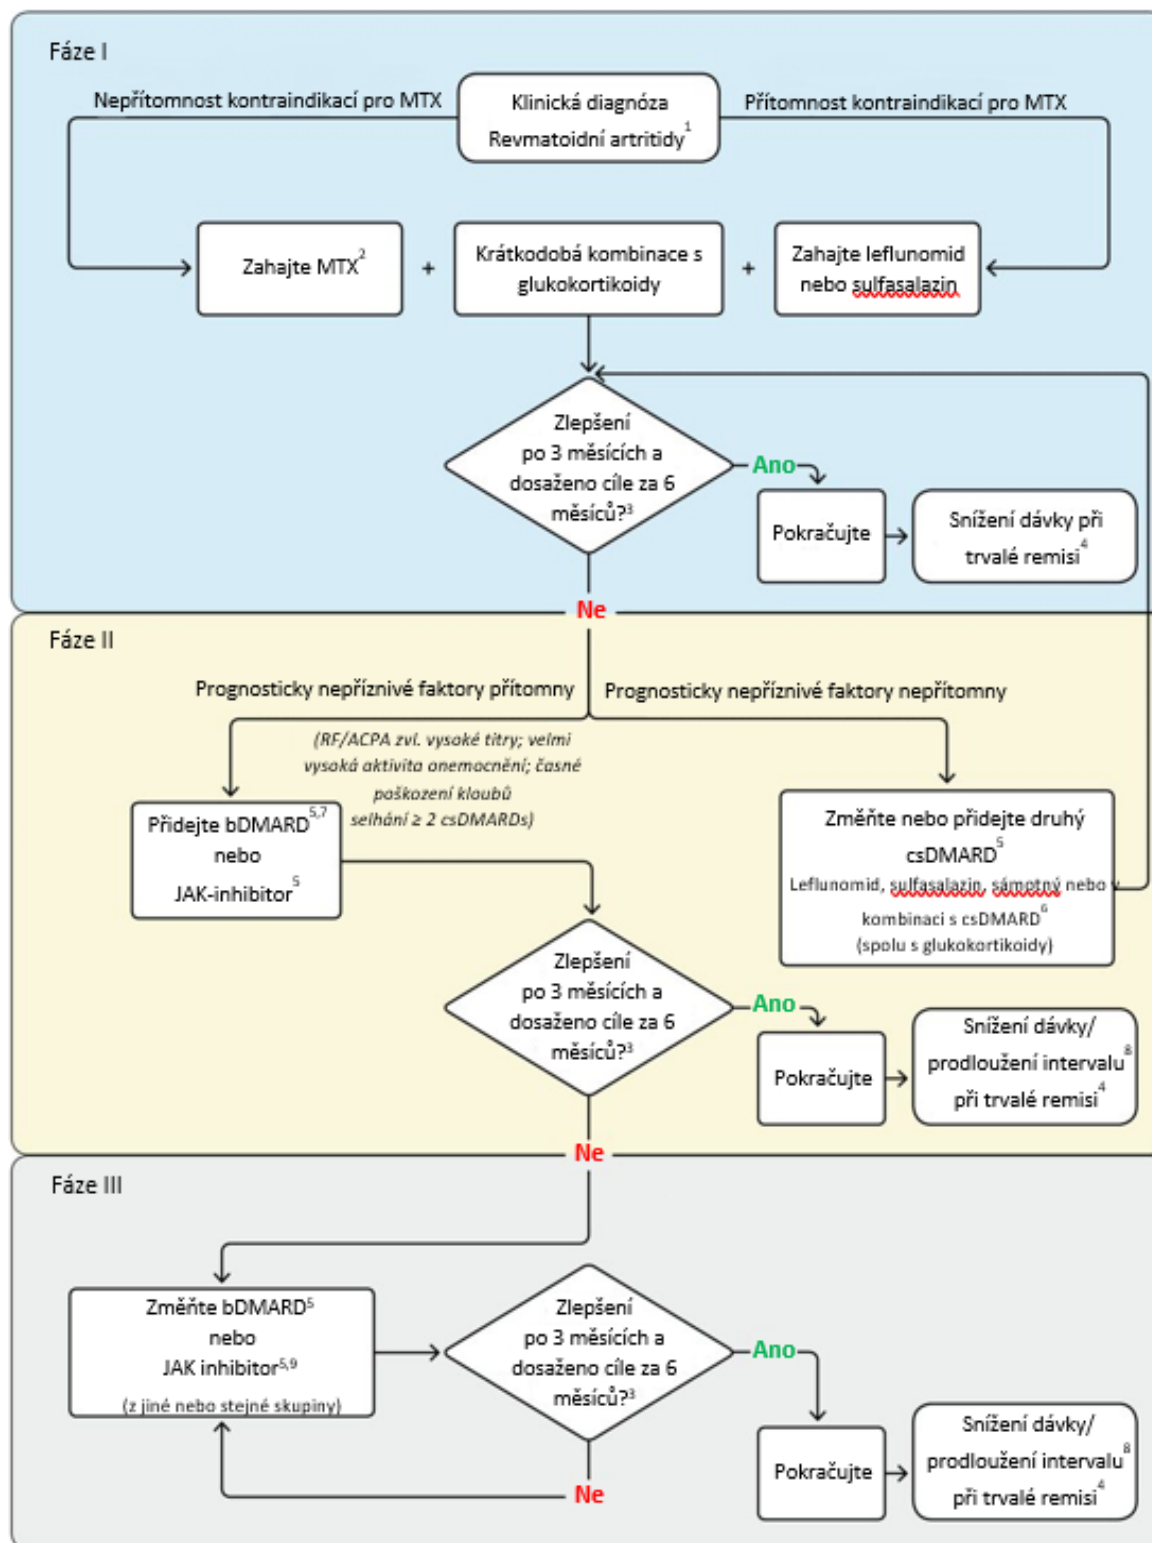 Fáze I
Nepřítomnost kontraindikací pro MTX
Klinická diagnóza
Revmatoidní artritidy1
Přítomnost kontraindikací pro MTX
Zahajte MTX2
+
Krátkodobá kombinace s
glukokortikoidy
+
Zahajte leflunomid
nebo sulfasalazin
Zlepšení
po 3 měsících a
dosaženo cíle za 6
měsíců?3
Ano
Pokračujte
Snížení dávky při
trvalé remisi4
Ne
Fáze II
Prognosticky nepříznivé faktory přítomny
Prognosticky nepříznivé faktory nepřítomny
(RF/ACPA zvl. vysoké titry; velmi
vysoká aktivita onemocnění; časné
poškození kloubů
selhání ≥ 2 csDMARDs)
Přidejte bDMARD5,7
nebo
JAK-inhibitor5
Změňte nebo přidejte druhý
csDMARD5
Leflunomid, sulfasalazin, sámotný nebo v
kombinaci s csDMARD6
(spolu s glukokortikoidy)
Zlepšení
po 3 měsících a
dosaženo cíle za 6
měsíců?3
Ano
Pokračujte
Snížení dávky/
prodloužení intervalu8
při trvalé remisi4
Ne
Fáze III
Změňte bDMARD5
nebo
JAK inhibitor5,9
(z jiné nebo stejné skupiny)
Zlepšení
po 3 měsících a
dosaženo cíle za 6
měsíců?3
Ano
Pokračujte
Snížení dávky/
prodloužení intervalu8
při trvalé remisi4
Ne